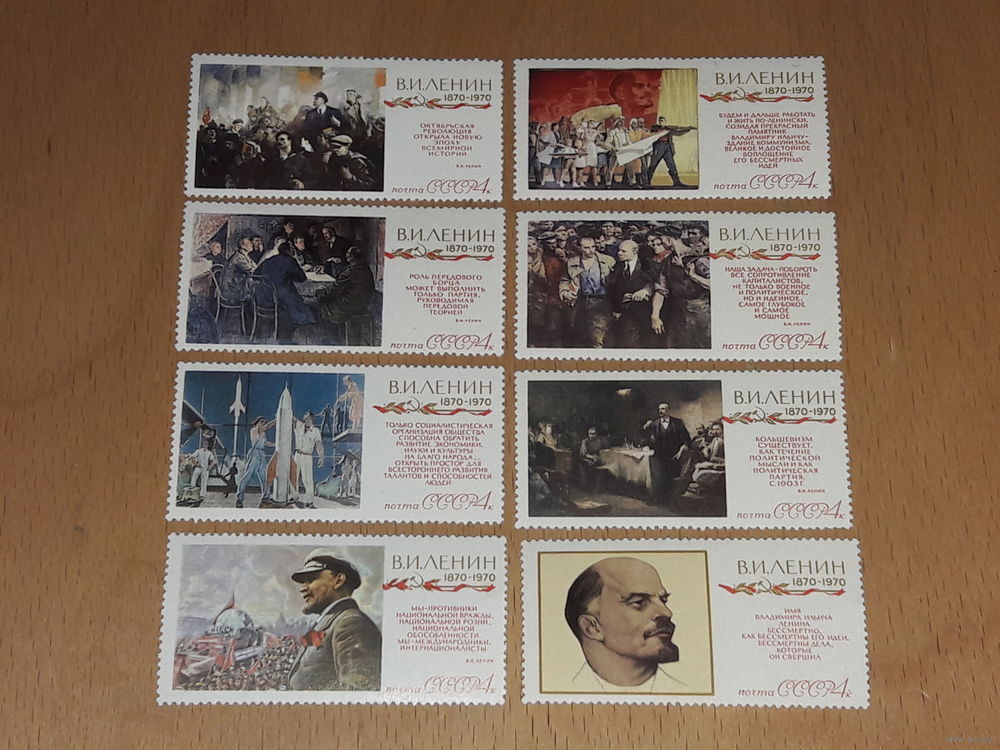 В.И.ЛЕНИН
1870-1970
ОКТЯБРЬСКАЯ
РЕВОЛЮЦИЯ
ОТКРЫЛА НОВУЮ
ЭПОХУ
ВСЕМИРНОЙ
ИСТОРИИ
В.И.ЛЕНИН
почта СССР 4к
В.И.ЛЕНИН
1870-1970
БУДЕМ И ДАЛЬШЕ РАБОТАТЬ
И ЖИТЬ ПО-ЛЕНИНСКИ,
СОЗИДАЯ ПРЕКРАСНЫЙ
ПАМЯТНИК
ВЛАДИМИРУ ИЛЬИЧУ-
ЗДАНИЕ КОММУНИЗМА,
ВЕЛИКОЕ И ДОСТОЙНОЕ
ВОПЛОЩЕНИЕ
ЕГО БЕССМЕРТНЫХ
ИДЕЙ
почта СССР 4к
В.И.ЛЕНИН
1870-1970
РОЛЬ ПЕРЕДОВОГО
БОРЦА
МОЖЕТ ВЫПОЛНИТЬ
ТОЛЬКО ПАРТИЯ,
РУКОВОДИМАЯ
ПЕРЕДОВОЙ
ТЕОРИЕЙ
В.И.ЛЕНИН
почта СССР 4к
В.И.ЛЕНИН
1870-1970
НАША ЗАДАЧА-ПОБОРОТЬ
ВСЕ СОПРОТИВЛЕНИЕ
КАПИТАЛИСТОВ,
НЕ ТОЛЬКО ВОЕННОЕ
И ПОЛИТИЧЕСКОЕ,
НО И ИДЕЙНОЕ,
САМОЕ ГЛУБОКОЕ
И САМОЕ
МОЩНОЕ
В.И.ЛЕНИН
почта СССР 4к
В.И.ЛЕНИН
1870-1970
ТОЛЬКО СОЦИАЛИСТИЧЕСКАЯ
ОРГАНИЗАЦИЯ ОБЩЕСТВА
СПОСОБНА ОБРАТИТЬ
РАЗВИТИЕ ЭКОНОМИКИ,
НАУКИ И КУЛЬТУРЫ
НА БЛАГО НАРОДА...
ОТКРЫТЬ ПРОСТОР ДЛЯ
ВСЕСТОРОННЕГО РАЗВИТИЯ
ТАЛАНТОВ И СПОСОБНОСТЕЙ
ЛЮДЕЙ
почта СССР 4к
В.И.ЛЕНИН
1870-1970
БОЛЬШЕВИЗМ
СУЩЕСТВУЕТ,
КАК ТЕЧЕНИЕ
ПОЛИТИЧЕСКОЙ
МЫСЛИ И КАК
ПОЛИТИЧЕСКАЯ
ПАРТИЯ,
С 1903 Г.
В.И.ЛЕНИН
почта СССР 4к
В.И.ЛЕНИН
1870-1970
МЫ-ПРОТИВНИКИ
НАЦИОНАЛЬНОЙ ВРАЖДЫ,
НАЦИОНАЛЬНОЙ РОЗНИ,
НАЦИОНАЛЬНОЙ
ОБОСОБЛЕННОСТИ.
МЫ-МЕЖДУНАРОДНИКИ,
ИНТЕРНАЦИОНАЛИСТЫ
В.И.ЛЕНИН
почта СССР 4к
В.И.ЛЕНИН
1870-1970
ИМЯ
ВЛАДИМИРА ИЛЬИЧА
ЛЕНИНА
БЕССМЕРТНО,
КАК БЕССМЕРТНЫ ЕГО ИДЕИ,
БЕССМЕРТНЫ ДЕЛА,
КОТОРЫЕ
ОН СВЕРШИЛ
почта СССР 4к